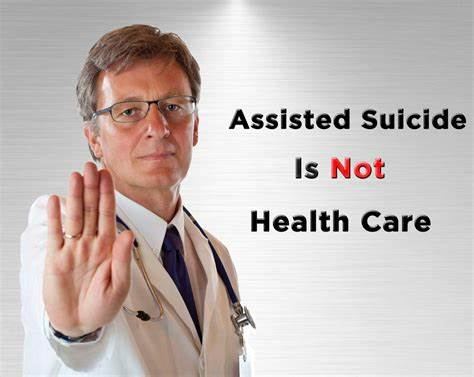 Assisted Suicide
Is Not
Health Care